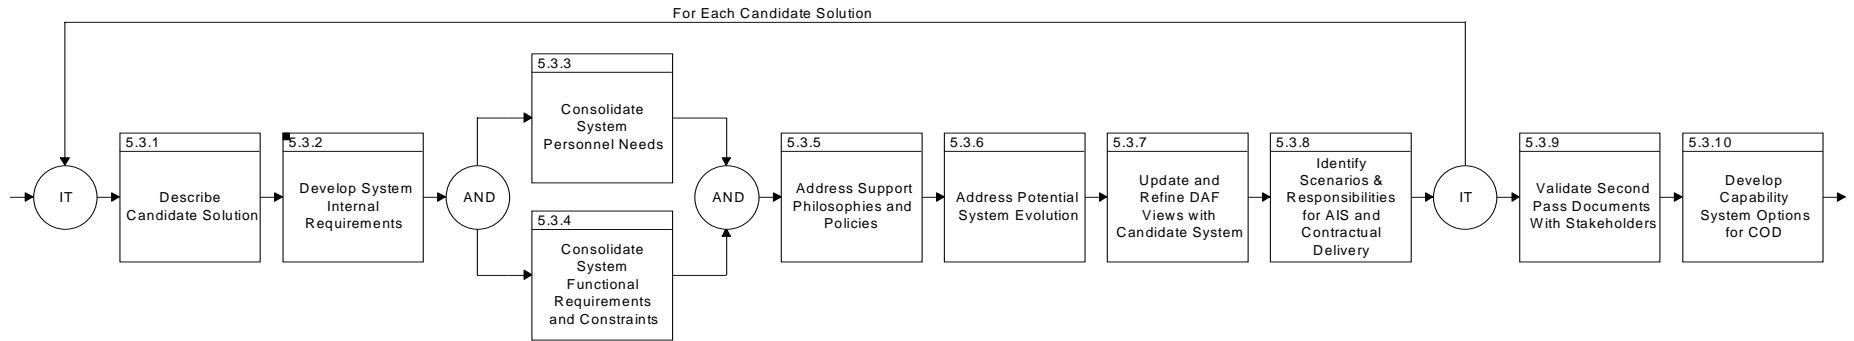 For Each Candidate Solution
IT
5.3.1
Describe
Candidate Solution
5.3.2
Develop System
Internal
Requirements
AND
5.3.3
Consolidate
System
Personnel Needs
5.3.4
Consolidate
System
Functional
Requirements
and Constraints
AND
5.3.5
Address Support
Philosophies and
Policies
5.3.6
Address Potential
System Evolution
5.3.7
Update and
Refine DAF
Views with
Candidate System
5.3.8
Identify
Scenarios &
Responsibilities
for AIS and
Contractual
Delivery
IT
5.3.9
Validate Second
Pass Documents
With Stakeholders
5.3.10
Develop
Capability
System Options
for COD